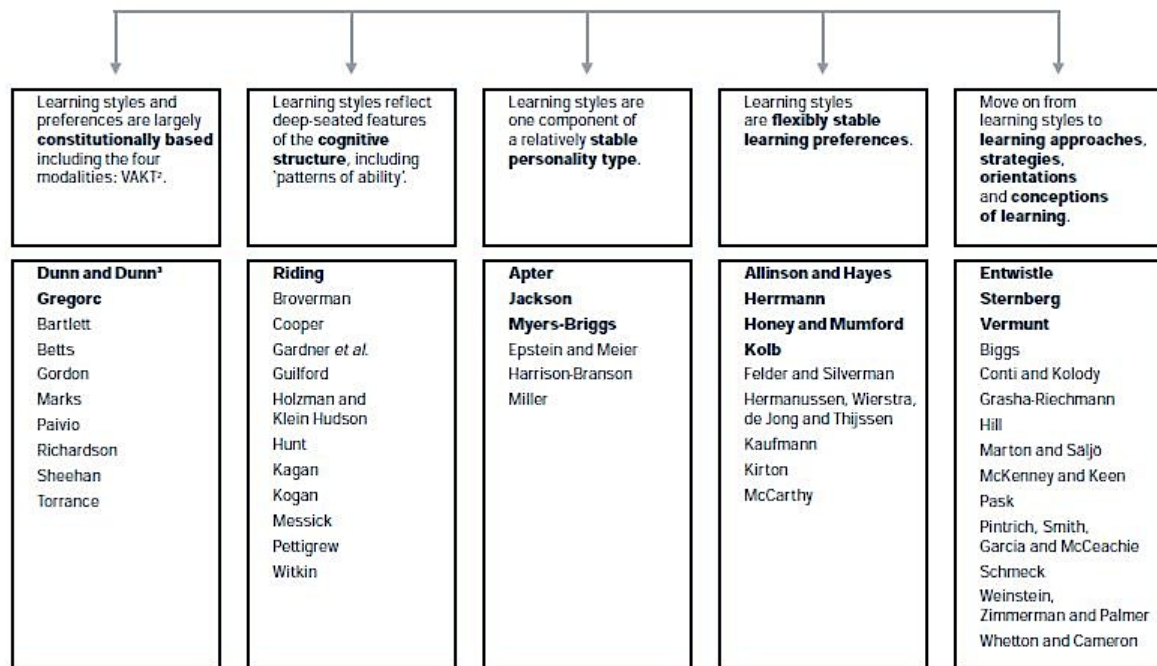 Learning styles and
preferences are largely
constitutionally based
including the four
modalities: VAKT².
Learning styles reflect
deep-seated features
of the cognitive
structure, including
‘patterns of ability’.
Learning styles are
one component of
a relatively stable
personality type.
Learning styles
are flexibly stable
learning preferences.
Move on from
learning styles to
learning approaches,
strategies,
orientations
and conceptions
of learning.
Dunn and Dunn³
Gregorc
Bartlett
Betts
Gordon
Marks
Paivio
Richardson
Sheehan
Torrance
Riding
Broverman
Cooper
Gardner et al.
Guilford
Holzman and
Klein Hudson
Hunt
Kagan
Kogan
Messick
Pettigrew
Witkin
Apter
Jackson
Myers-Briggs
Epstein and Meier
Harrison-Branson
Miller
Allinson and Hayes
Herrmann
Honey and Mumford
Kolb
Felder and Silverman
Hermanussen, Wierstra,
de Jong and Thijssen
Kaufmann
Kirton
McCarthy
Entwistle
Sternberg
Vermunt
Biggs
Conti and Kolody
Grasha-Riechmann
Hill
Marton and Säljö
McKenney and Keen
Pask
Pintrich, Smith,
Garcia and McCeachie
Schmeck
Weinstein,
Zimmerman and Palmer
Whetton and Cameron